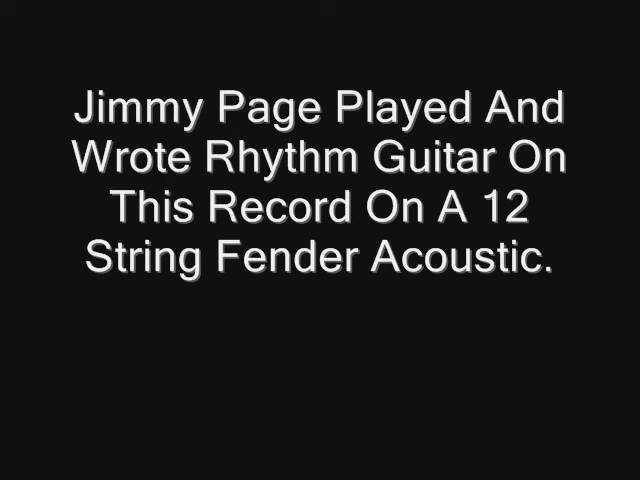 Jimmy Page Played And
Wrote Rhythm Guitar On
This Record On A 12
String Fender Acoustic.